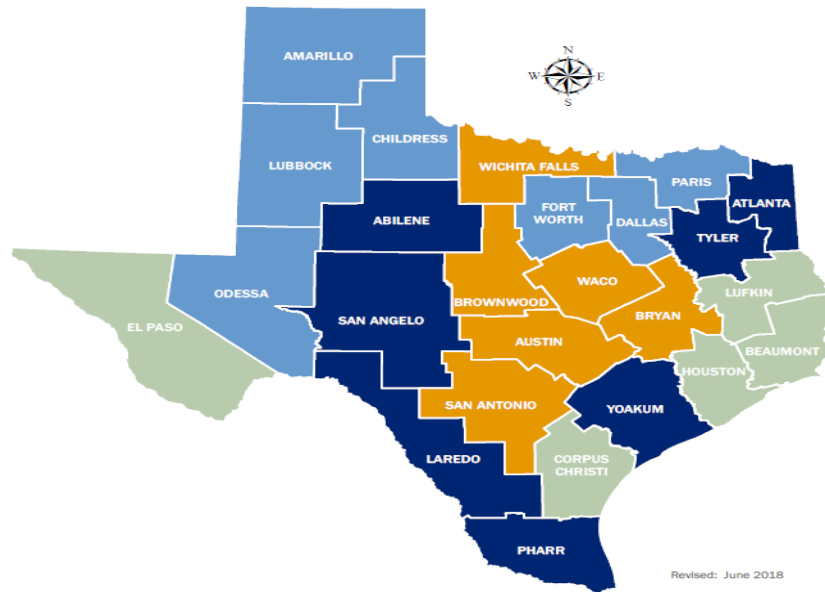 AMARILLO
N
W E
S
CHILDRESS
LUBBOCK
WICHITA FALLS
PARIS
ATLANTA
ABILENE
FORT
WORTH
DALLAS
TYLER
ODESSA
WACO
LUFKIN
BROWNWOOD
SAN ANGELO
BRYAN
EL PASO
AUSTIN
BEAUMONT
HOUSTON
SAN ANTONIO
YOAKUM
LAREDO
CORPUS
CHRISTI
PHARR
Revised: June 2018